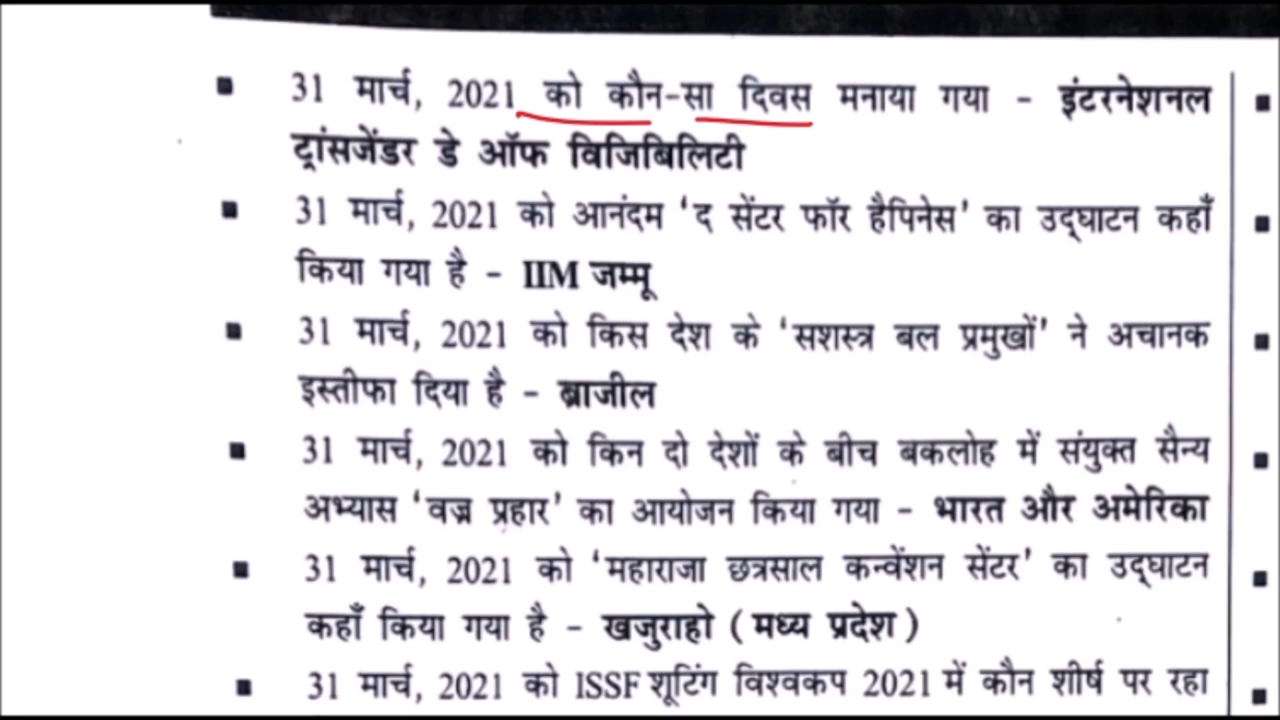 ▪ 31 मार्च, 2021 को कौन-सा दिवस मनाया गया - इंटरनेशनल
ट्रांसजेंडर डे ऑफ विजिबिलिटी
▪ 31 मार्च, 2021 को आनंदम 'द सेंटर फॉर हैपिनेस' का उद्‌घाटन कहाँ
किया गया है - IIM जम्मू
▪ 31 मार्च, 2021 को किस देश के 'सशस्त्र बल प्रमुखों' ने अचानक
इस्तीफा दिया है - ब्राजील
▪ 31 मार्च, 2021 को किन दो देशों के बीच बकलोह में संयुक्त सैन्य
अभ्यास 'वज्र प्रहार' का आयोजन किया गया - भारत और अमेरिका
▪ 31 मार्च, 2021 को 'महाराजा छत्रसाल कन्वेंशन सेंटर' का उद्‌घाटन
कहाँ किया गया है - खजुराहो (मध्य प्रदेश)
▪ 31 मार्च, 2021 को ISSF शूटिंग विश्वकप 2021 में कौन शीर्ष पर रहा